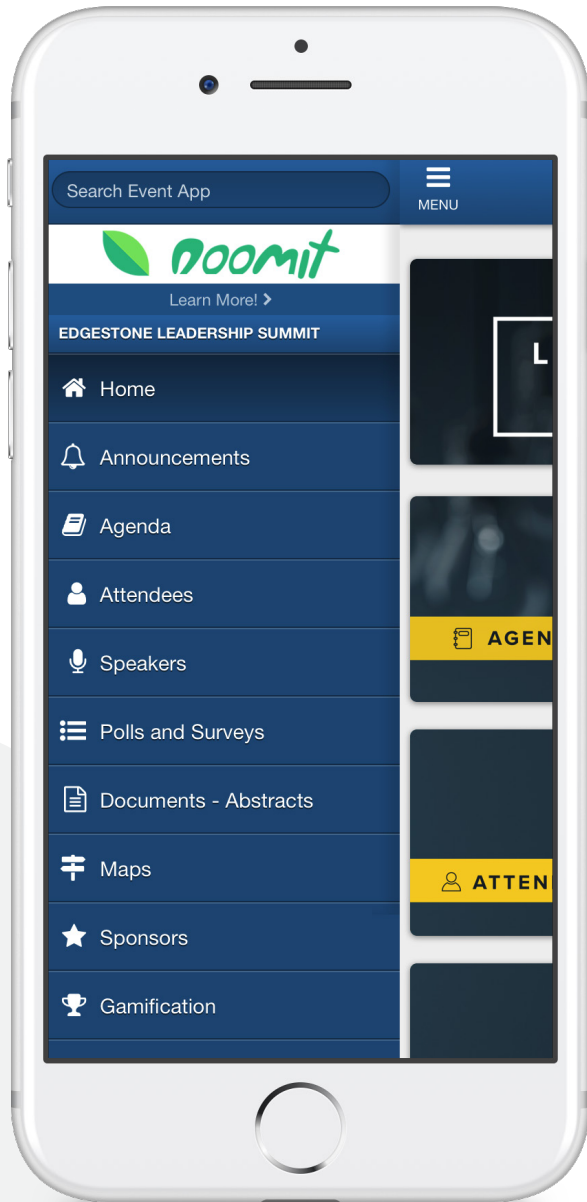 Search Event App
MENU
noomit
Learn More! >
EDGESTONE LEADERSHIP SUMMIT
Home
Announcements
Agenda
Attendees
Speakers
Polls and Surveys
Documents - Abstracts
Maps
Sponsors
Gamification
L
AGEN
ATTEN